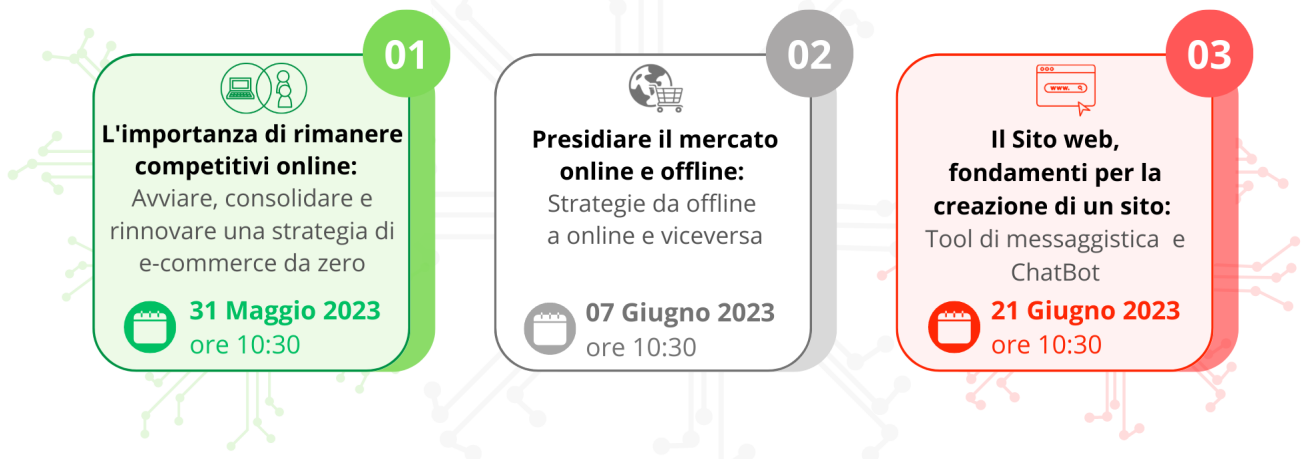 01
L'importanza di rimanere
competitivi online:
Avviare, consolidare e
rinnovare una strategia di
e-commerce da zero
31 Maggio 2023
ore 10:30
02
Presidiare il mercato
online e offline:
Strategie da offline
a online e viceversa
07 Giugno 2023
ore 10:30
03
www.
Il Sito web,
fondamenti per la
creazione di un sito:
Tool di messaggistica e
ChatBot
21 Giugno 2023
ore 10:30